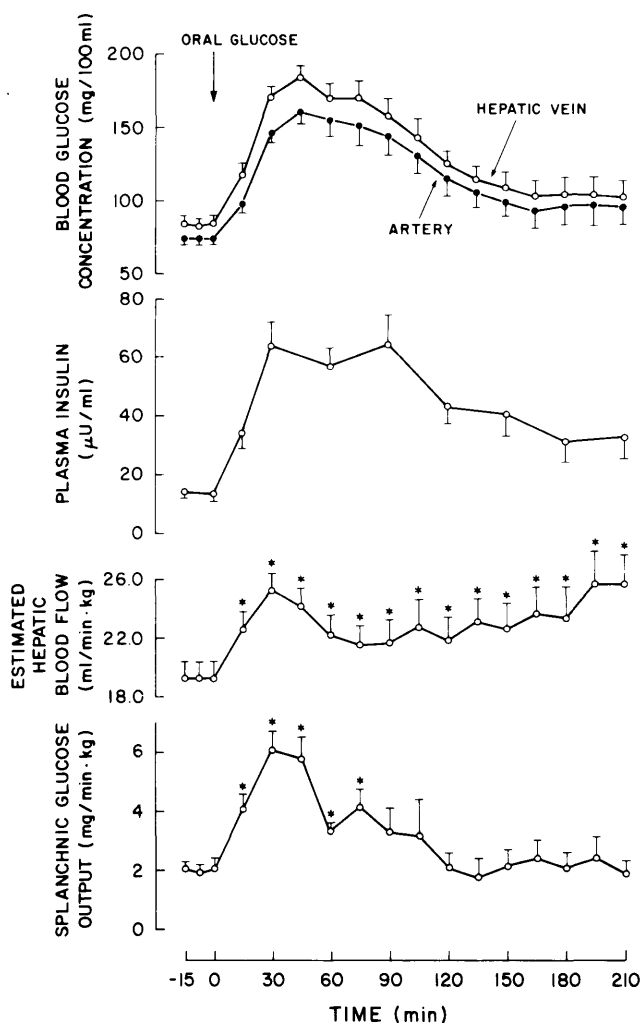 ORAL GLUCOSE
BLOOD GLUCOSE
CONCENTRATION (mg/100ml)
200
150
100
50
HEPATIC VEIN
ARTERY
PLASMA INSULIN
(μU/ml)
80
60
40
20
0
ESTIMATED
HEPATIC
BLOOD FLOW
(ml/min·kg)
26.0
22.0
18.0
* * * * * * * * * * * * * *
SPLANCHNIC GLUCOSE
OUTPUT (mg/min·kg)
6
4
2
0
* * * * *
-15 0 30 60 90 120 150 180 210
TIME (min)